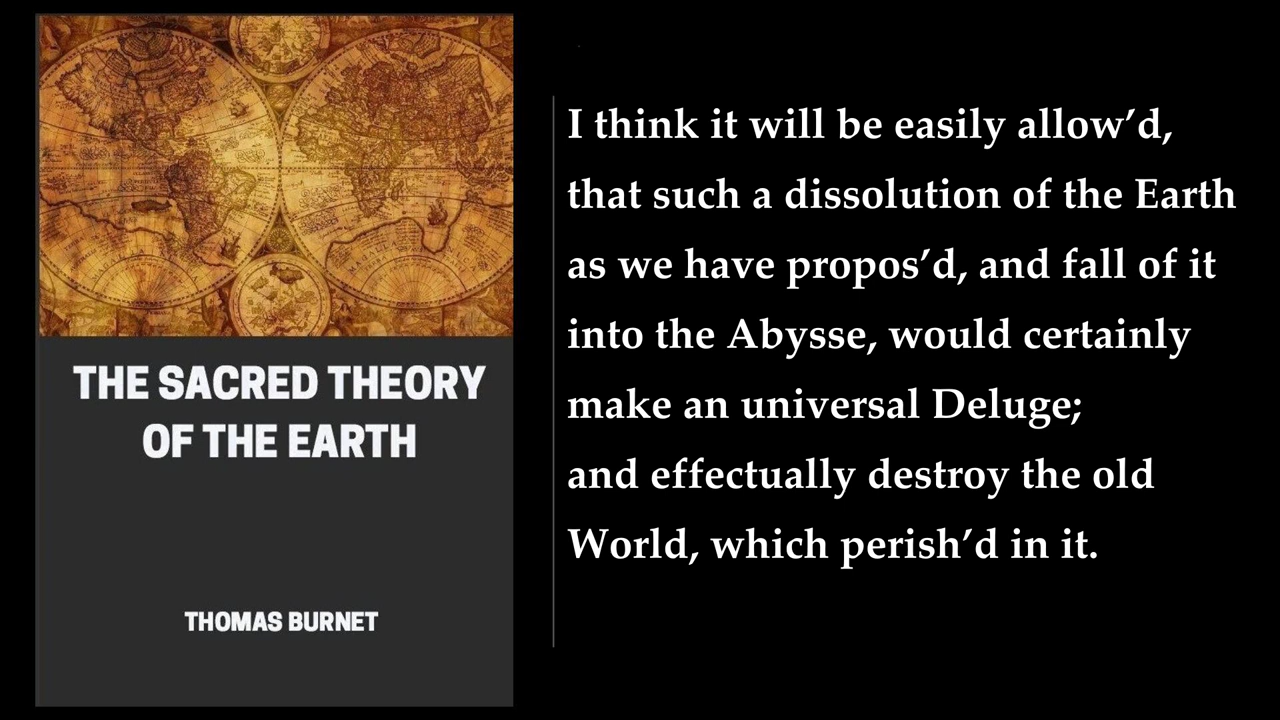 THE SACRED THEORY
OF THE EARTH
THOMAS BURNET
I think it will be easily allow’d,
that such a dissolution of the Earth
as we have propos’d, and fall of it
into the Abysse, would certainly
make an universal Deluge;
and effectually destroy the old
World, which perish’d in it.